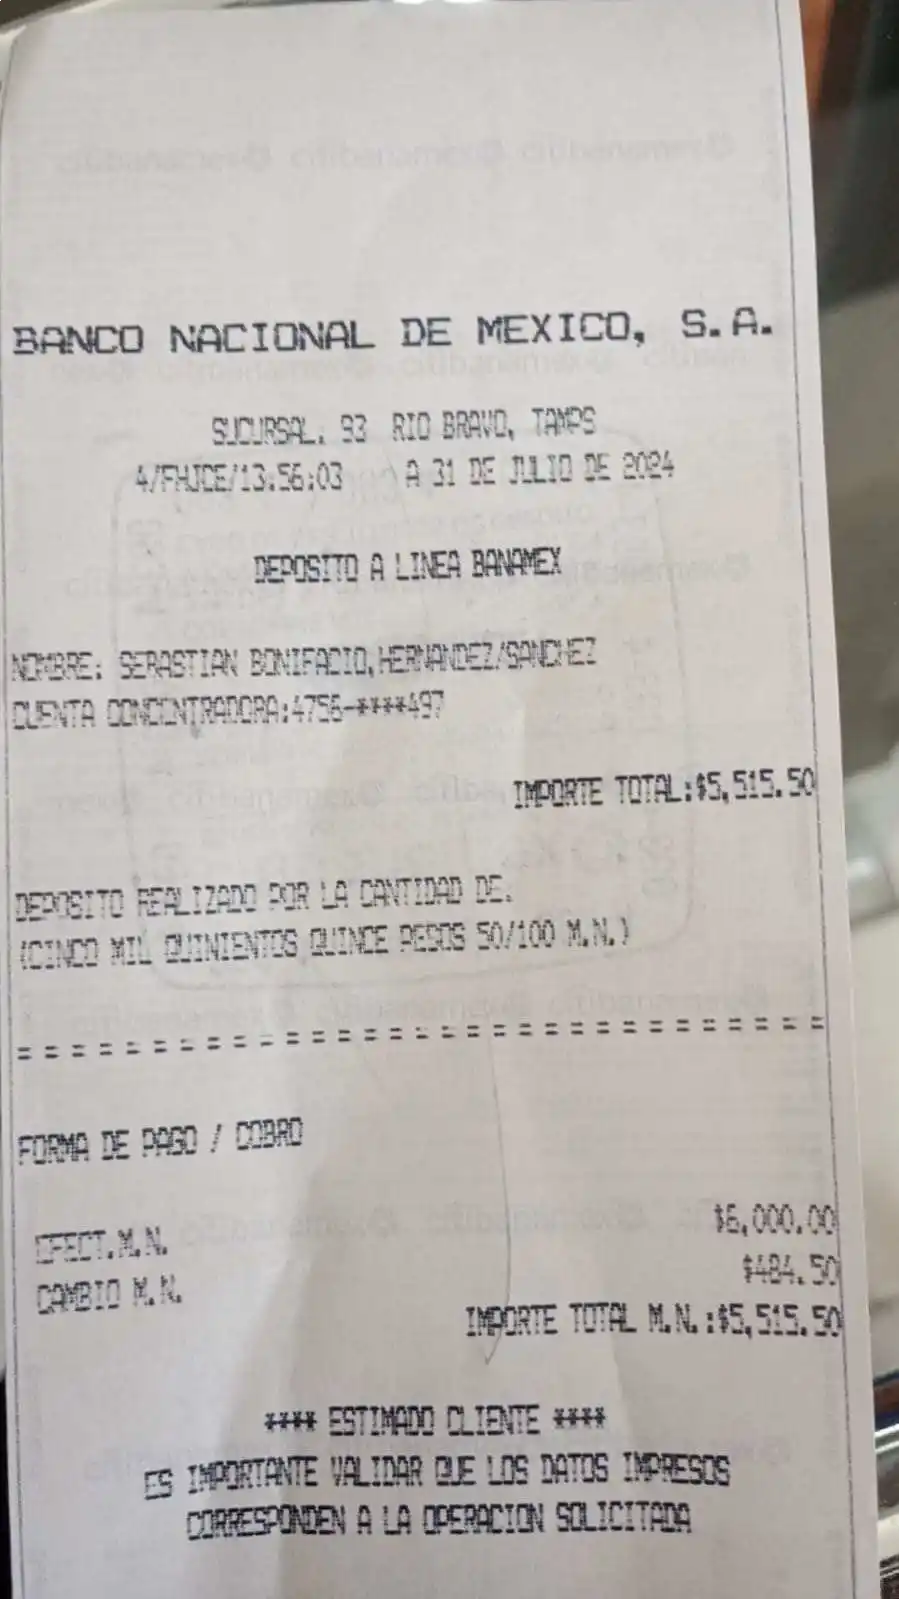 BANCO NACIONAL DE MEXICO, S.A.
SUCURSAL. 93 RIO BRAVO, TAMPS
4/FHJCE/13:56:03 A 31 DE JULIO DE 2024
DEPOSITO A LINEA BANAMEX
NOMBRE: SEBASTIAN BONIFACIO,HERNANDEZ/SANCHEZ
CUENTA CONCENTRADORA:4756-****497
IMPORTE TOTAL:$5,515.50
DEPOSITO REALIZADO POR LA CANTIDAD DE.
(CINCO MIL QUINIENTOS QUINCE PESOS 50/100 M.N.)
===============================
FORMA DE PAGO / COBRO
EFECT.M.N. $6,000.00
CAMBIO M.N. $484.50
IMPORTE TOTAL M.N.:$5,515.50
**** ESTIMADO CLIENTE ****
ES IMPORTANTE VALIDAR QUE LOS DATOS IMPRESOS
CORRESPONDEN A LA OPERACION SOLICITADA